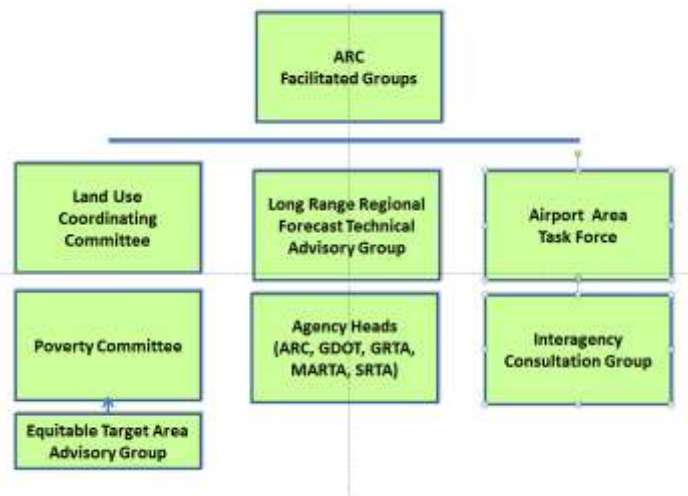 ARC
Facilitated Groups
Land Use
Coordinating
Committee
Long Range Regional
Forecast Technical
Advisory Group
Airport Area
Task Force
Poverty Committee
Agency Heads
(ARC, GDOT, GRTA,
MARTA, SRTA)
Interagency
Consultation Group
Equitable Target Area
Advisory Group